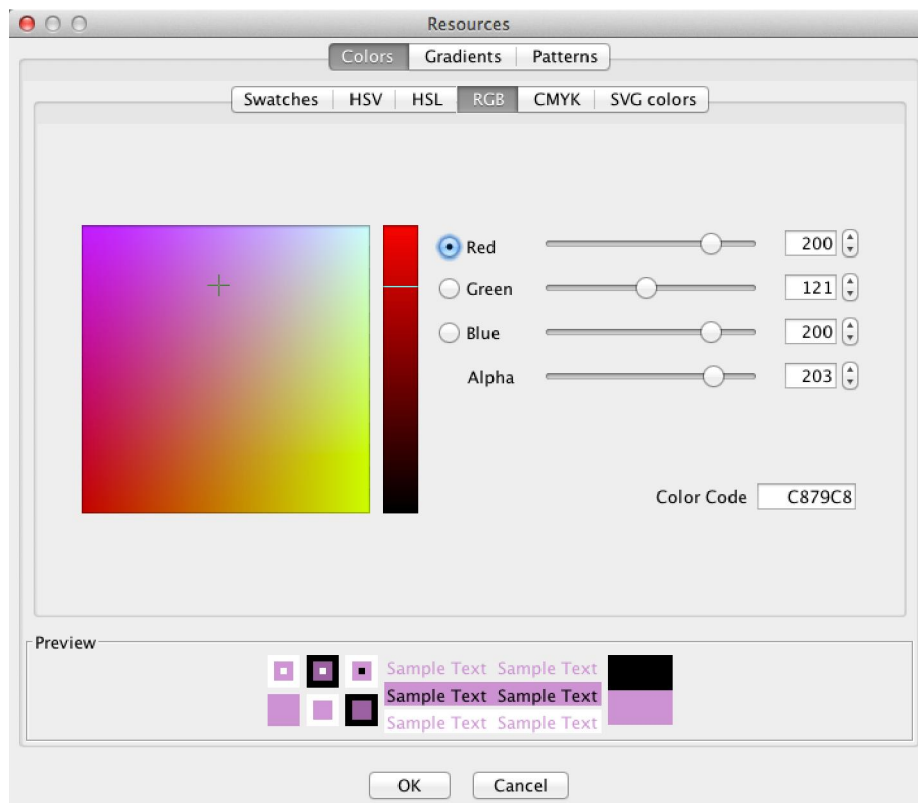 Resources
Colors Gradients Patterns
Swatches HSV HSL RGB CMYK SVG colors
Red 200
Green 121
Blue 200
Alpha 203
Color Code C879C8
Preview
Sample Text Sample Text
Sample Text Sample Text
Sample Text Sample Text
OK Cancel